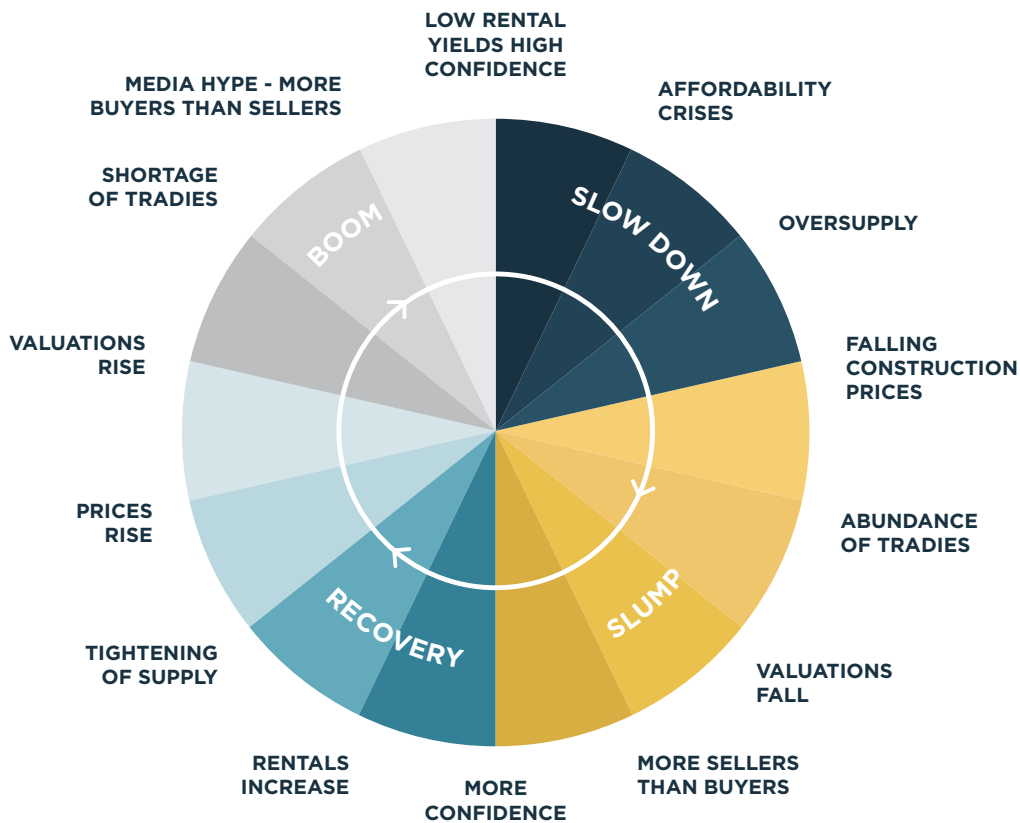 LOW RENTAL
YIELDS HIGH
CONFIDENCE
AFFORDABILITY
CRISES
OVERSUPPLY
FALLING
CONSTRUCTION
PRICES
ABUNDANCE
OF TRADIES
VALUATIONS
FALL
MORE SELLERS
THAN BUYERS
MORE
CONFIDENCE
RENTALS
INCREASE
TIGHTENING
OF SUPPLY
PRICES
RISE
VALUATIONS
RISE
SHORTAGE
OF TRADIES
MEDIA HYPE - MORE
BUYERS THAN SELLERS
SLOW DOWN
SLUMP
RECOVERY
BOOM